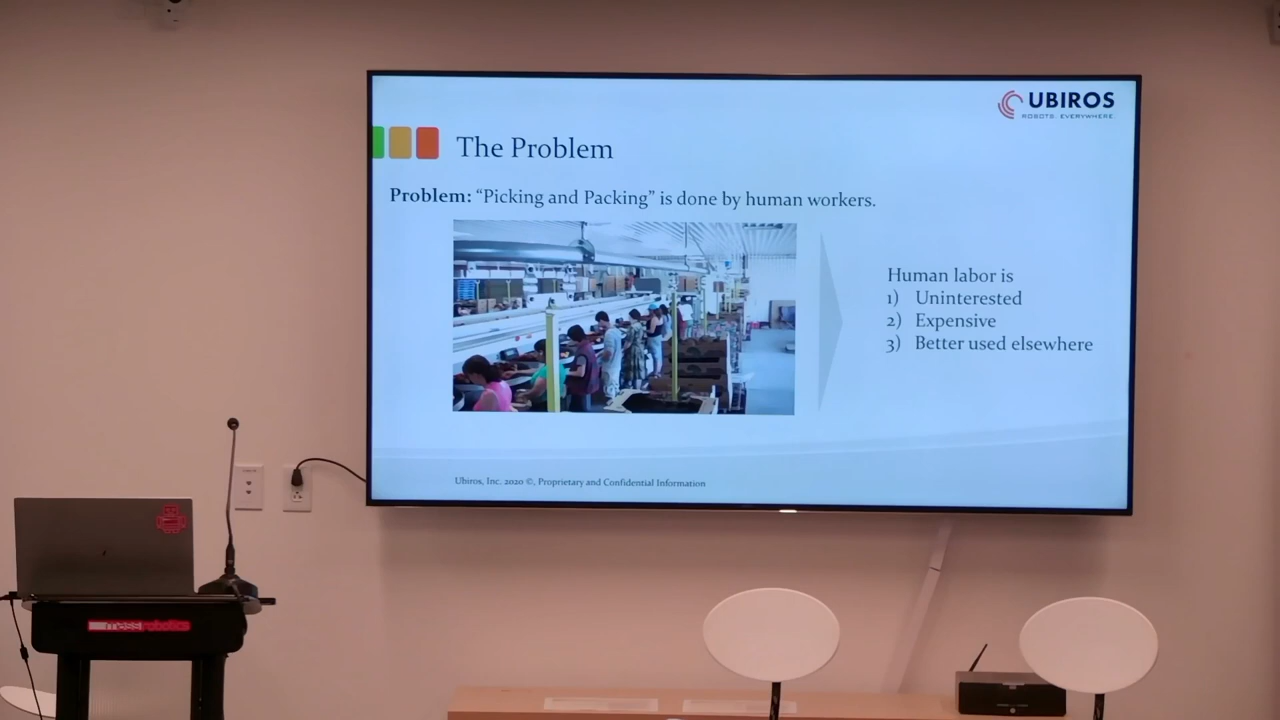 UBIROS
ROBOTS. EVERYWHERE.
The Problem
Problem: “Picking and Packing” is done by human workers.
Human labor is
1) Uninterested
2) Expensive
3) Better used elsewhere
Ubiros, Inc. 2020 ©, Proprietary and Confidential Information
massrobotics